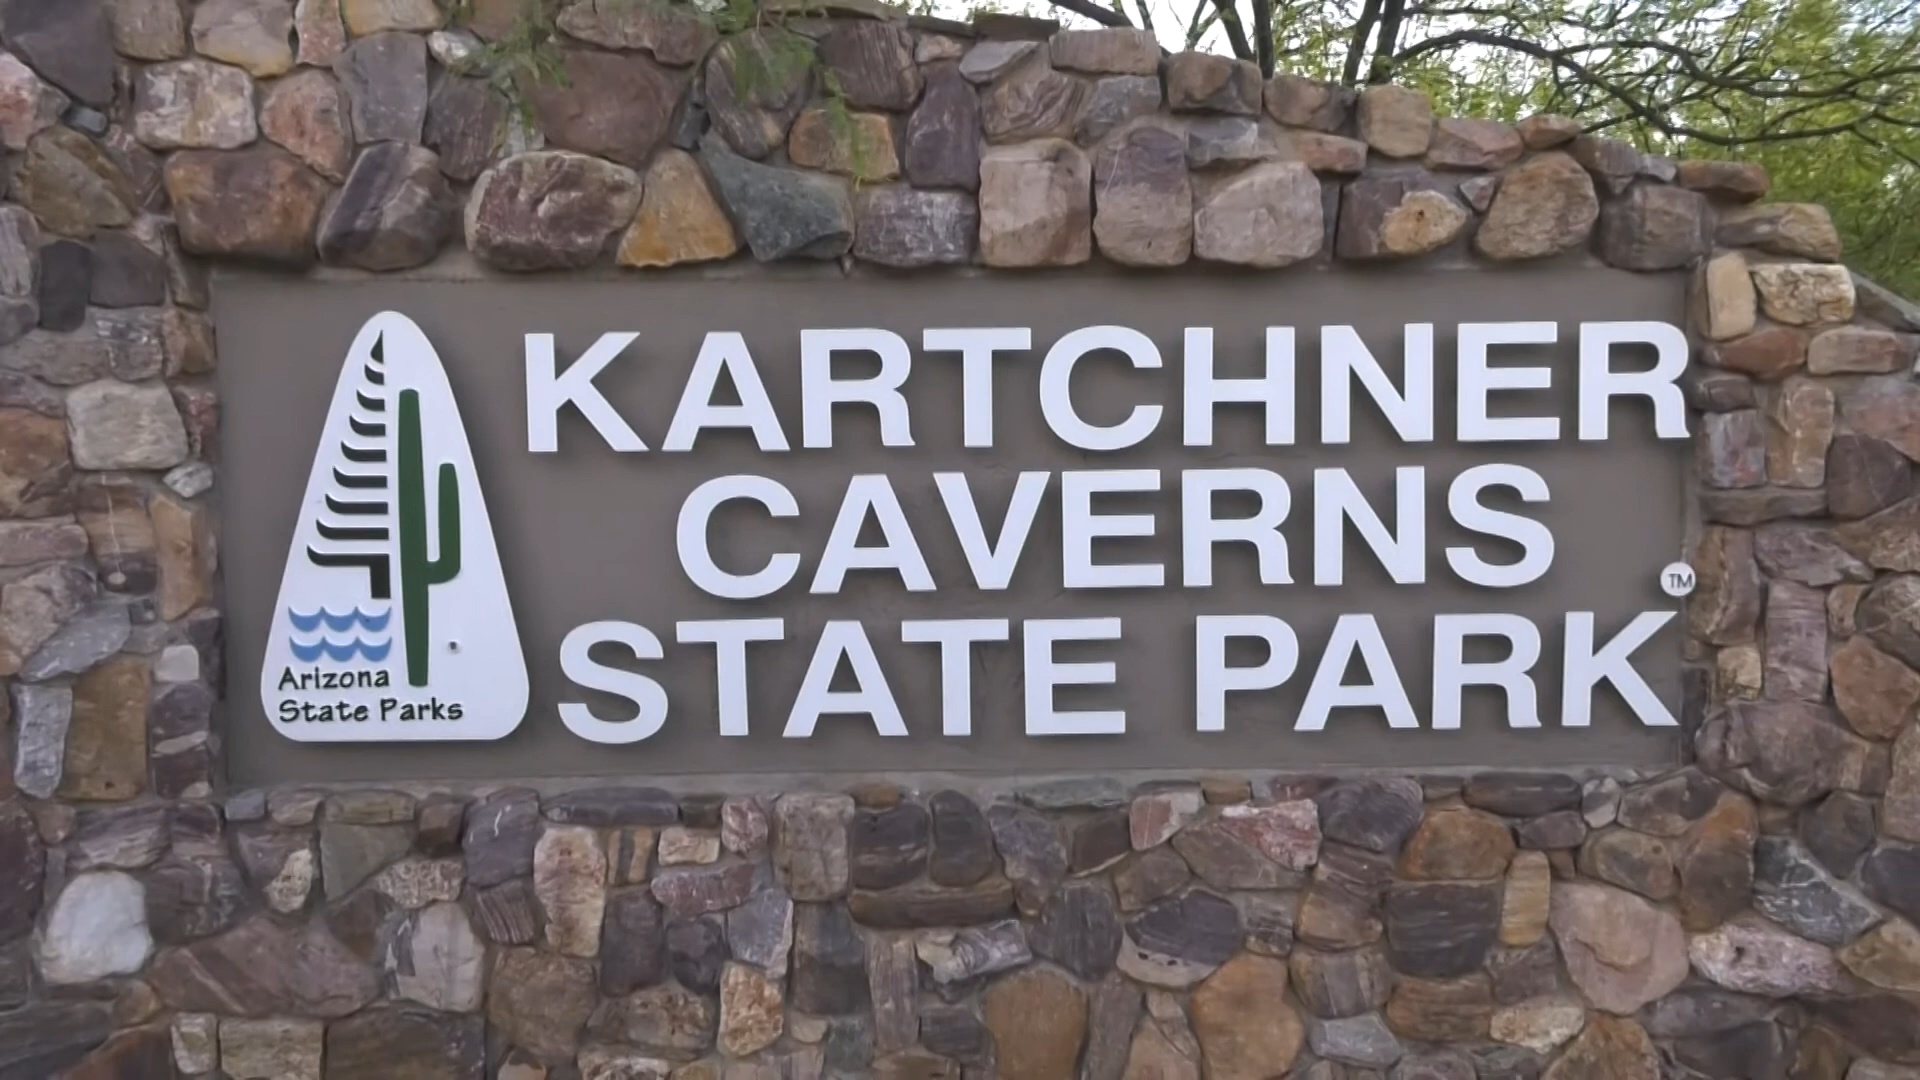 KARTCHNER
CAVERNS
STATE PARK
TM
Arizona
State Parks